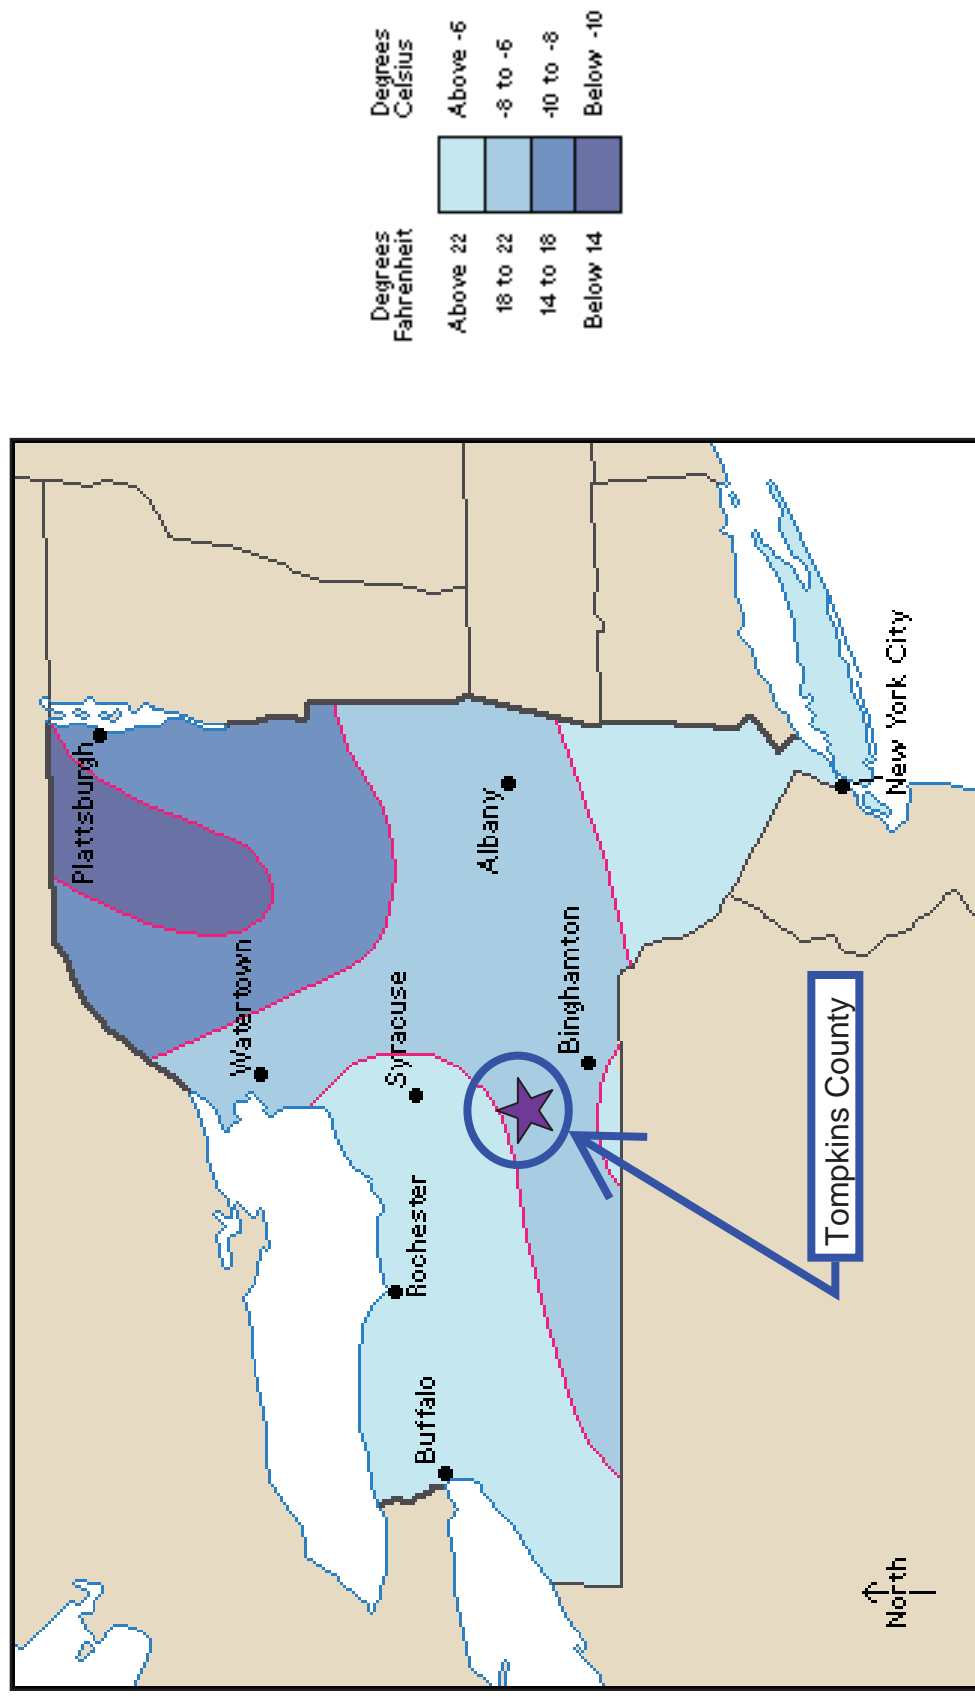 Plattsburgh
Watertown
Syracuse
Albany
Rochester
Buffalo
Binghamton
New York City
Tompkins County
North
Degrees
Fahrenheit
Degrees
Celsius
Above 22
Above -6
18 to 22
-8 to -6
14 to 18
-10 to -8
Below 14
Below -10